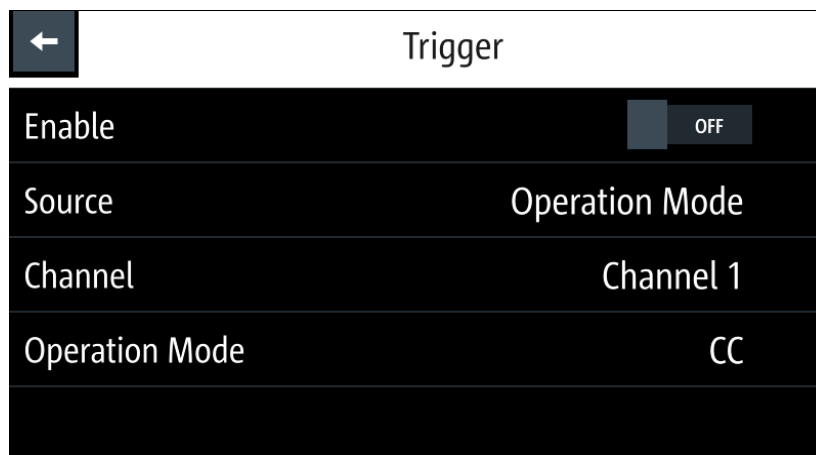 Trigger
Enable OFF
Source Operation Mode
Channel Channel 1
Operation Mode CC